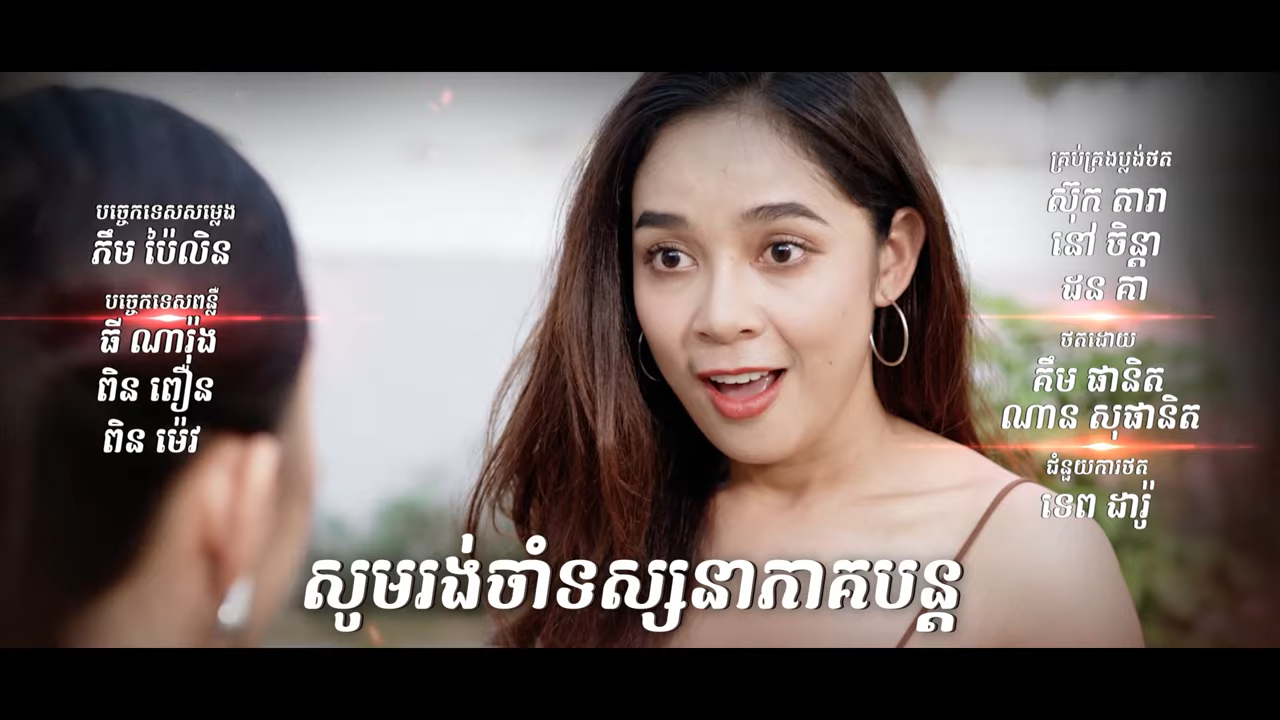 បច្ចេកទេសសម្លេង
ភឹម ប៉ៃលិន
បច្ចេកទេសពន្លឺ
ធី ណារ៉ុង
ពិន ពឿន
ពិន ម៉េវ
គ្រប់គ្រងប្លង់ថត
ស៊ុក តារា
នៅ ចិន្តា
ដន គា
ថតដោយ
គឹម ផានិត
ណាន សុផានិត
ជំនួយការថត
ទេព ដារ៉ូ
សូមរង់ចាំទស្សនាភាគបន្ត